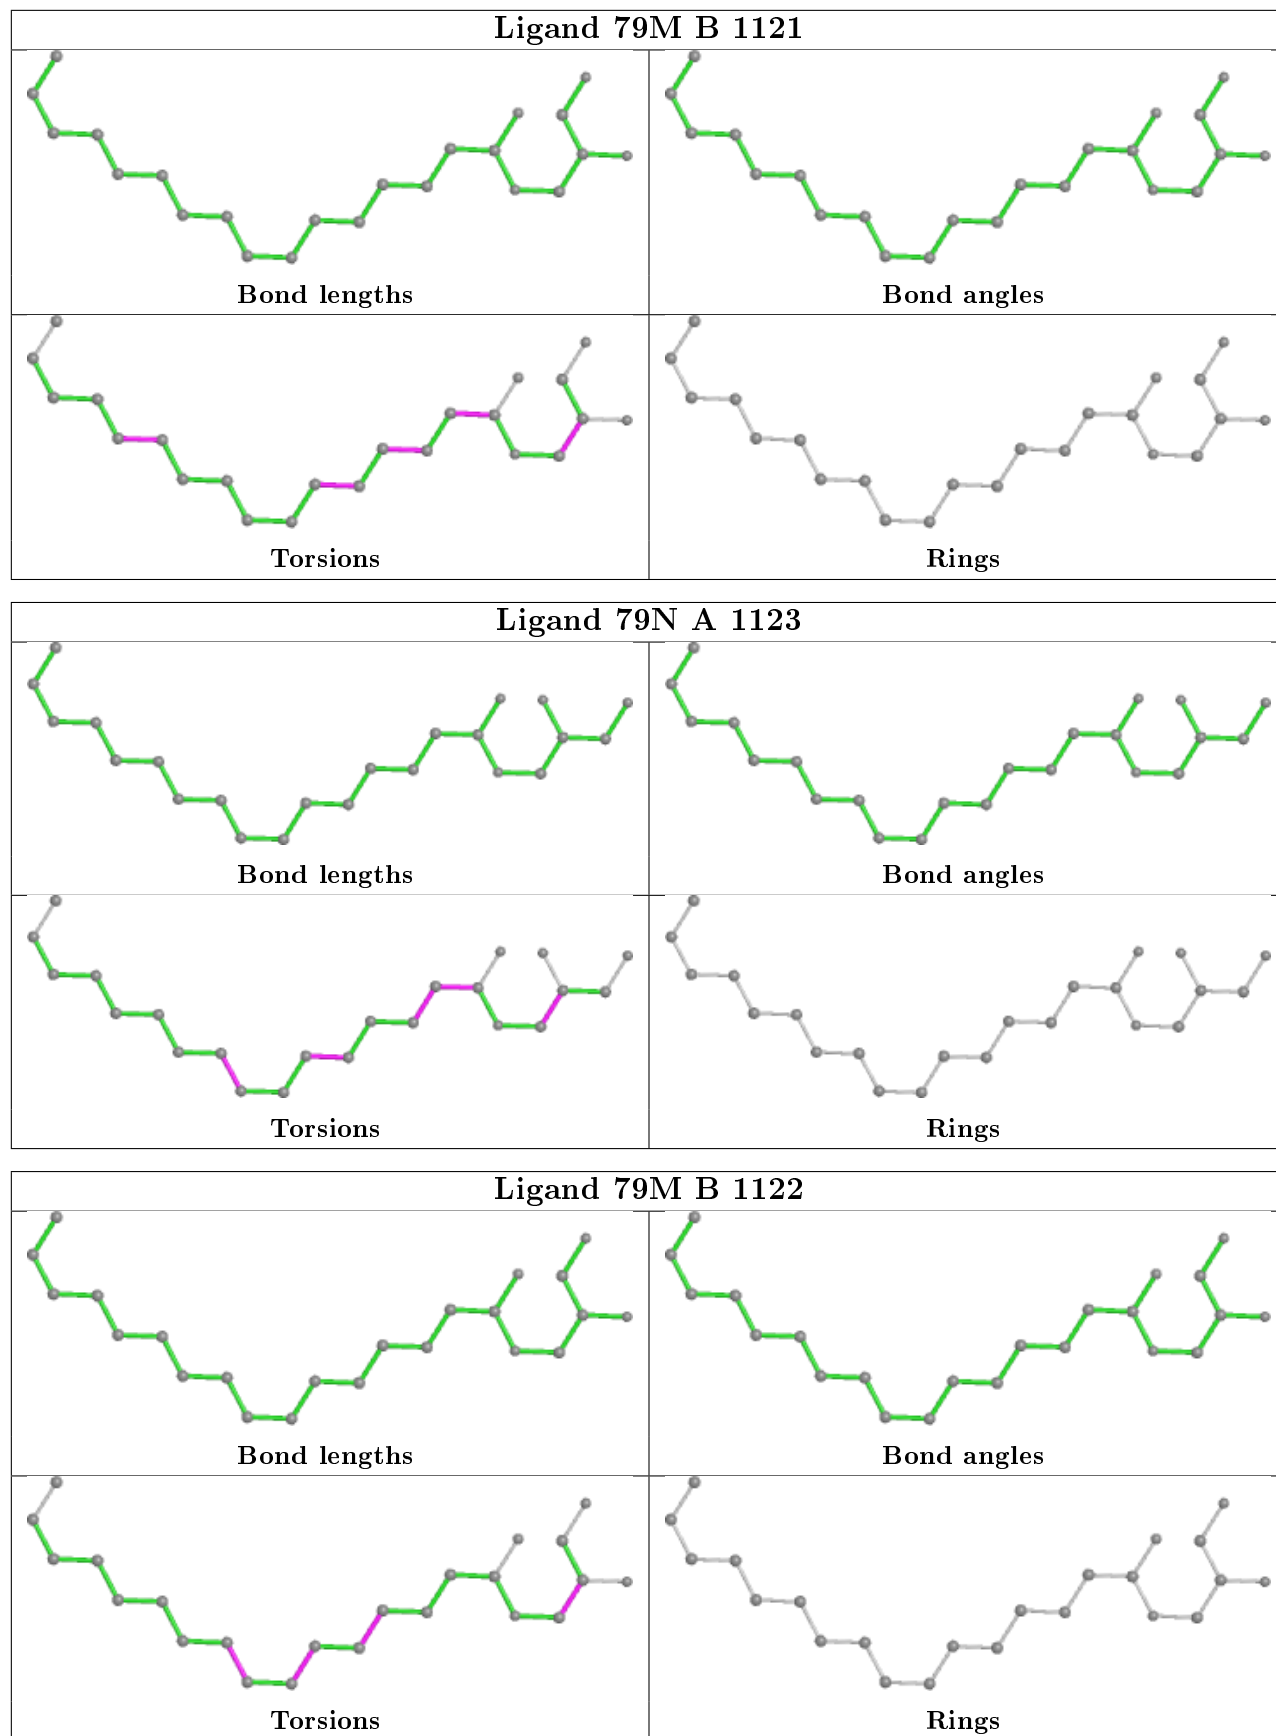 Ligand 79M B 1121
Bond lengths
Bond angles
Torsions
Rings
Ligand 79N A 1123
Bond lengths
Bond angles
Torsions
Rings
Ligand 79M B 1122
Bond lengths
Bond angles
Torsions
Rings